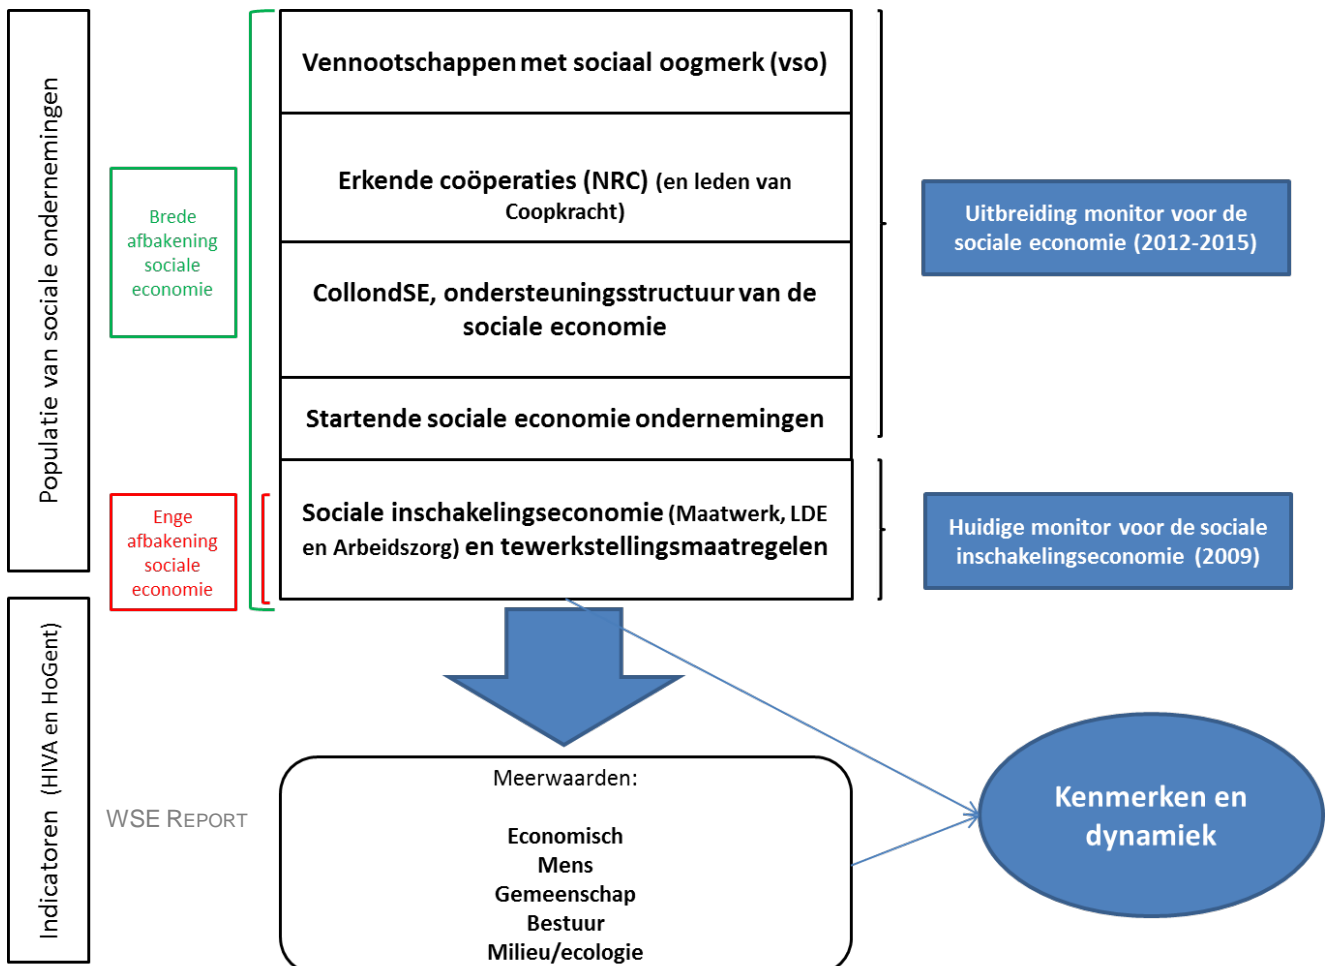 Populatie van sociale ondernemingen
Brede
afbakening
sociale
economie
Enge
afbakening
sociale
economie
Vennootschappen met sociaal oogmerk (vso)
Erkende coöperaties (NRC) (en leden van
Coopkracht)
CollondSE, ondersteuningsstructuur van de
sociale economie
Startende sociale economie ondernemingen
Sociale inschakelingseconomie (Maatwerk, LDE
en Arbeidszorg) en tewerkstellingsmaatregelen
Uitbreiding monitor voor de
sociale economie (2012-2015)
Huidige monitor voor de sociale
inschakelingseconomie (2009)
Indicatoren (HIVA en HoGent)
WSE REPORT
Meerwaarden:
Economisch
Mens
Gemeenschap
Bestuur
Milieu/ecologie
Kenmerken en
dynamiek